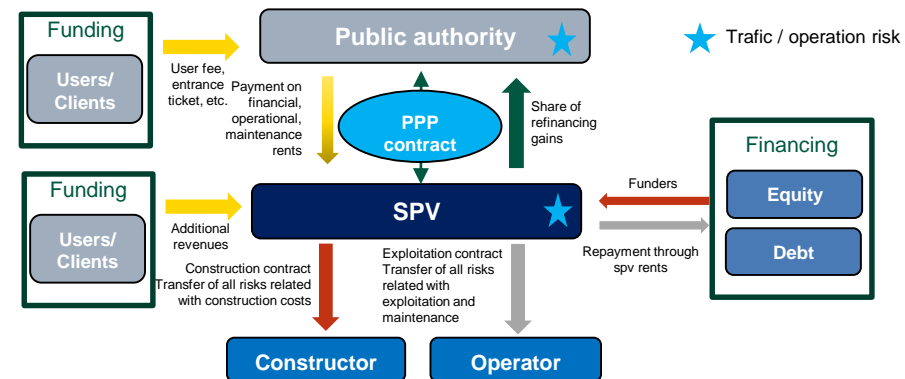 Funding
Users/
Clients
User fee,
entrance
ticket, etc.
Public authority
Trafic / operation risk
Payment on
financial,
operational,
maintenance
rents
PPP
contract
Share of
refinancing
gains
Funding
Users/
Clients
Additional
revenues
SPV
Funders
Repayment through
spv rents
Financing
Equity
Debt
Construction contract
Transfer of all risks related
with construction costs
Exploitation contract
Transfer of all risks
related with
exploitation and
maintenance
Constructor
Operator